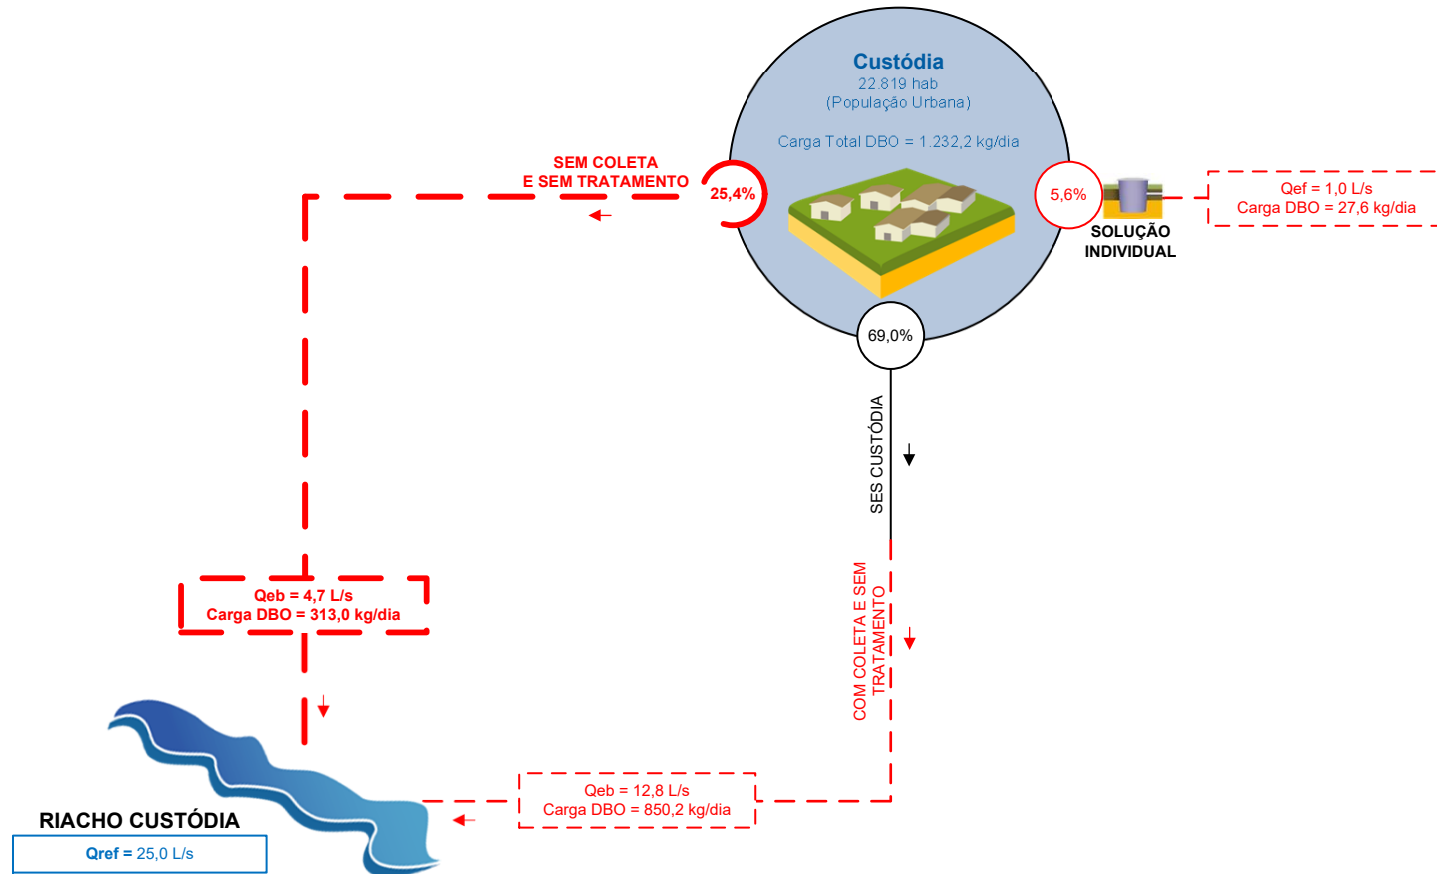 Custódia
22.819 hab
(População Urbana)
Carga Total DBO = 1.232,2 kg/dia
SEM COLETA
E SEM TRATAMENTO
25,4%
5,6%
SOLUÇÃO
INDIVIDUAL
Qef = 1,0 L/s
Carga DBO = 27,6 kg/dia
69,0%
SES CUSTÓDIA
COM COLETA E SEM
TRATAMENTO
Qeb = 4,7 L/s
Carga DBO = 313,0 kg/dia
Qeb = 12,8 L/s
Carga DBO = 850,2 kg/dia
RIACHO CUSTÓDIA
Qref = 25,0 L/s